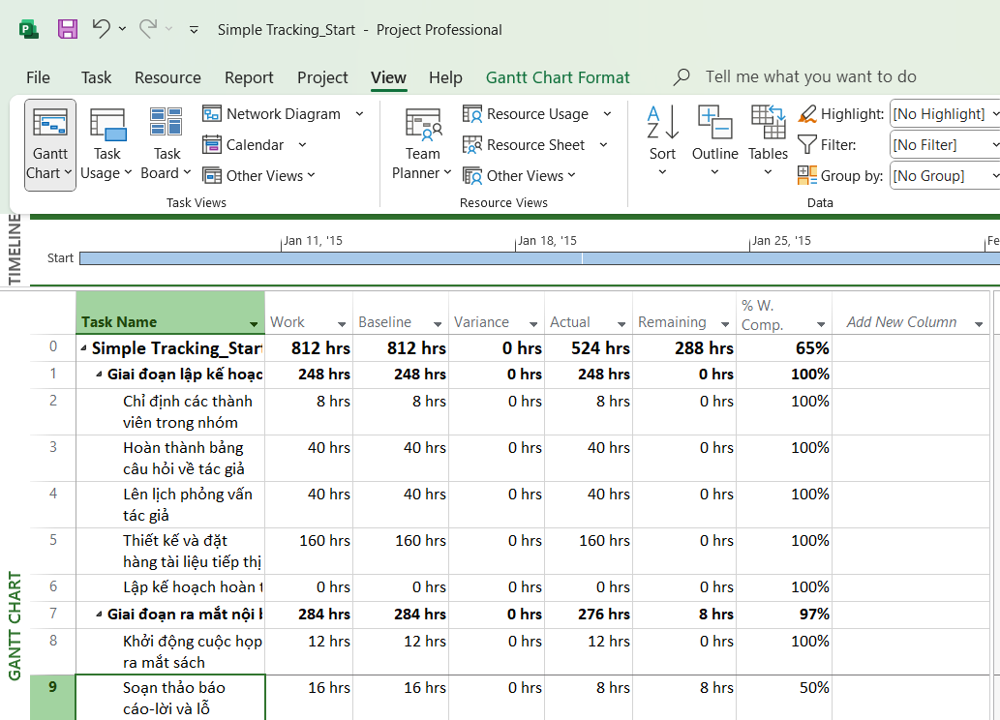 Simple Tracking_Start - Project Professional
File Task Resource Report Project View Help Gantt Chart Format Tell me what you want to do
Gantt Chart
Task Usage
Task Board
Network Diagram
Calendar
Other Views
Task Views
Team Planner
Resource Usage
Resource Sheet
Other Views
Resource Views
Sort
Outline
Tables
Highlight: [No Highlight]
Filter: [No Filter]
Group by: [No Group]
Data
TIMELINE
Jan 11, '15 Jan 18, '15 Jan 25, '15 Fe
Start
GANTT CHART
Task Name Work Baseline Variance Actual Remaining % W. Comp. Add New Column
0 Simple Tracking_Start 812 hrs 812 hrs 0 hrs 524 hrs 288 hrs 65%
1 Giai đoạn lập kế hoạc 248 hrs 248 hrs 0 hrs 248 hrs 0 hrs 100%
2 Chỉ định các thành 8 hrs 8 hrs 0 hrs 8 hrs 0 hrs 100%
viên trong nhóm
3 Hoàn thành bảng 40 hrs 40 hrs 0 hrs 40 hrs 0 hrs 100%
câu hỏi về tác giả
4 Lên lịch phỏng vấn 40 hrs 40 hrs 0 hrs 40 hrs 0 hrs 100%
tác giả
5 Thiết kế và đặt 160 hrs 160 hrs 0 hrs 160 hrs 0 hrs 100%
hàng tài liệu tiếp thị
6 Lập kế hoạch hoàn t 0 hrs 0 hrs 0 hrs 0 hrs 0 hrs 100%
7 Giai đoạn ra mắt nội b 284 hrs 284 hrs 0 hrs 276 hrs 8 hrs 97%
8 Khởi động cuộc họp 12 hrs 12 hrs 0 hrs 12 hrs 0 hrs 100%
ra mắt sách
9 Soạn thảo báo 16 hrs 16 hrs 0 hrs 8 hrs 8 hrs 50%
cáo-lời và lỗ